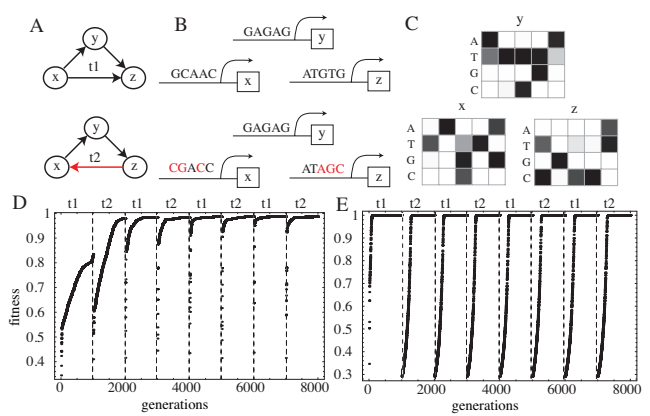 A
y
t1
x
z
y
t2
x
z
B
GAGAG
y
GCAAC
x
ATGTG
z
GAGAG
y
CGACC
x
ATAGC
z
C
y
A
T
G
C
x
A
T
G
C
z
A
T
G
C
D
t1 t2 t1 t2 t1 t2 t1 t2
1
0.9
0.8
0.7
0.6
0.5
0.4
fitness
0 2000 4000 6000 8000
generations
E
t1 t2 t1 t2 t1 t2 t1 t2
1
0.9
0.8
0.7
0.6
0.5
0.4
0.3
0 2000 4000 6000 8000
generations